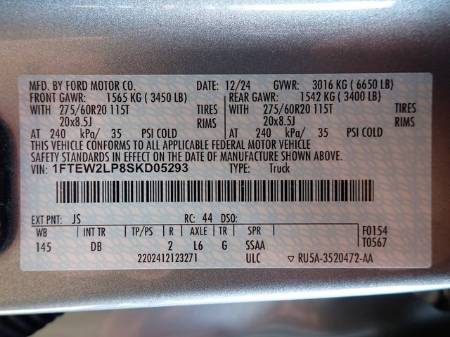 MFD. BY FORD MOTOR CO. 12/24 GVWR: 3016 KG (6650 LB)
FRONT GAWR: 1565 KG (3450 LB) REAR GAWR: 1542 KG (3400 LB)
WITH 275/60R20 115T TIRES WITH 275/60R20 115T TIRES
20x8.5J RIMS 20x8.5J RIMS
AT 240 kPa/ 35 PSI COLD AT 240 kPa/ 35 PSI COLD
THIS VEHICLE CONFORMS TO ALL APPLICABLE FEDERAL MOTOR VEHICLE
SAFETY STANDARDS IN EFFECT ON THE DATE OF MANUFACTURE SHOWN ABOVE.
VIN: 1FTEW2LP8SKD05293 TYPE: Truck
EXT PNT: JS RC: 44 DSO:
WB INT TR TP/PS R AXLE TR SPR F0154
145 DB 2 L6 G SSAA T0567
2202412123271 ULC ▽ RU5A-3520472-AA